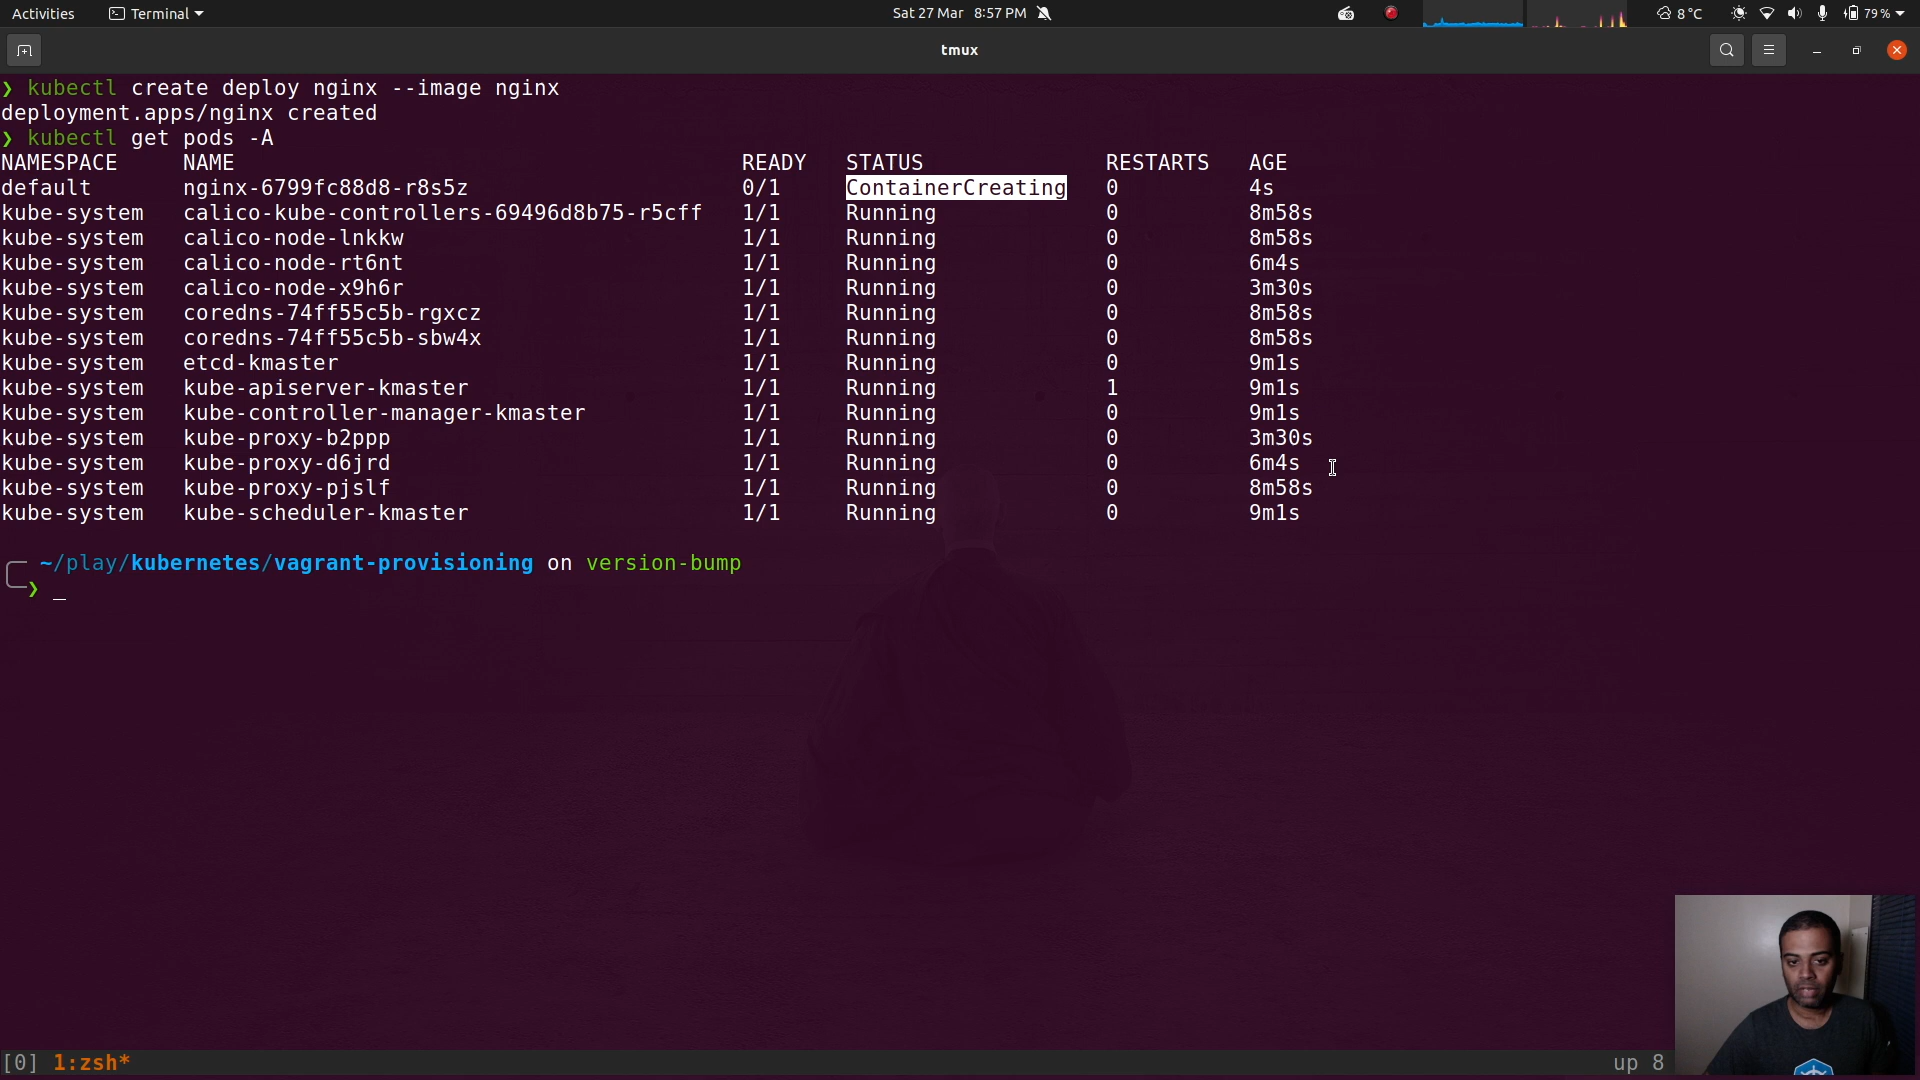 Activities Terminal Sat 27 Mar 8:57 PM 8 °C 79 %
tmux
❯ kubectl create deploy nginx --image nginx
deployment.apps/nginx created
❯ kubectl get pods -A
NAMESPACE NAME READY STATUS RESTARTS AGE
default nginx-6799fc88d8-r8s5z 0/1 ContainerCreating 0 4s
kube-system calico-kube-controllers-69496d8b75-r5cff 1/1 Running 0 8m58s
kube-system calico-node-lnkkw 1/1 Running 0 8m58s
kube-system calico-node-rt6nt 1/1 Running 0 6m4s
kube-system calico-node-x9h6r 1/1 Running 0 3m30s
kube-system coredns-74ff55c5b-rgxcz 1/1 Running 0 8m58s
kube-system coredns-74ff55c5b-sbw4x 1/1 Running 0 8m58s
kube-system etcd-kmaster 1/1 Running 0 9m1s
kube-system kube-apiserver-kmaster 1/1 Running 1 9m1s
kube-system kube-controller-manager-kmaster 1/1 Running 0 9m1s
kube-system kube-proxy-b2ppp 1/1 Running 0 3m30s
kube-system kube-proxy-d6jrd 1/1 Running 0 6m4s
kube-system kube-proxy-pjslf 1/1 Running 0 8m58s
kube-system kube-scheduler-kmaster 1/1 Running 0 9m1s
~/play/kubernetes/vagrant-provisioning on version-bump
❯ _
[0] 1:zsh* up 8